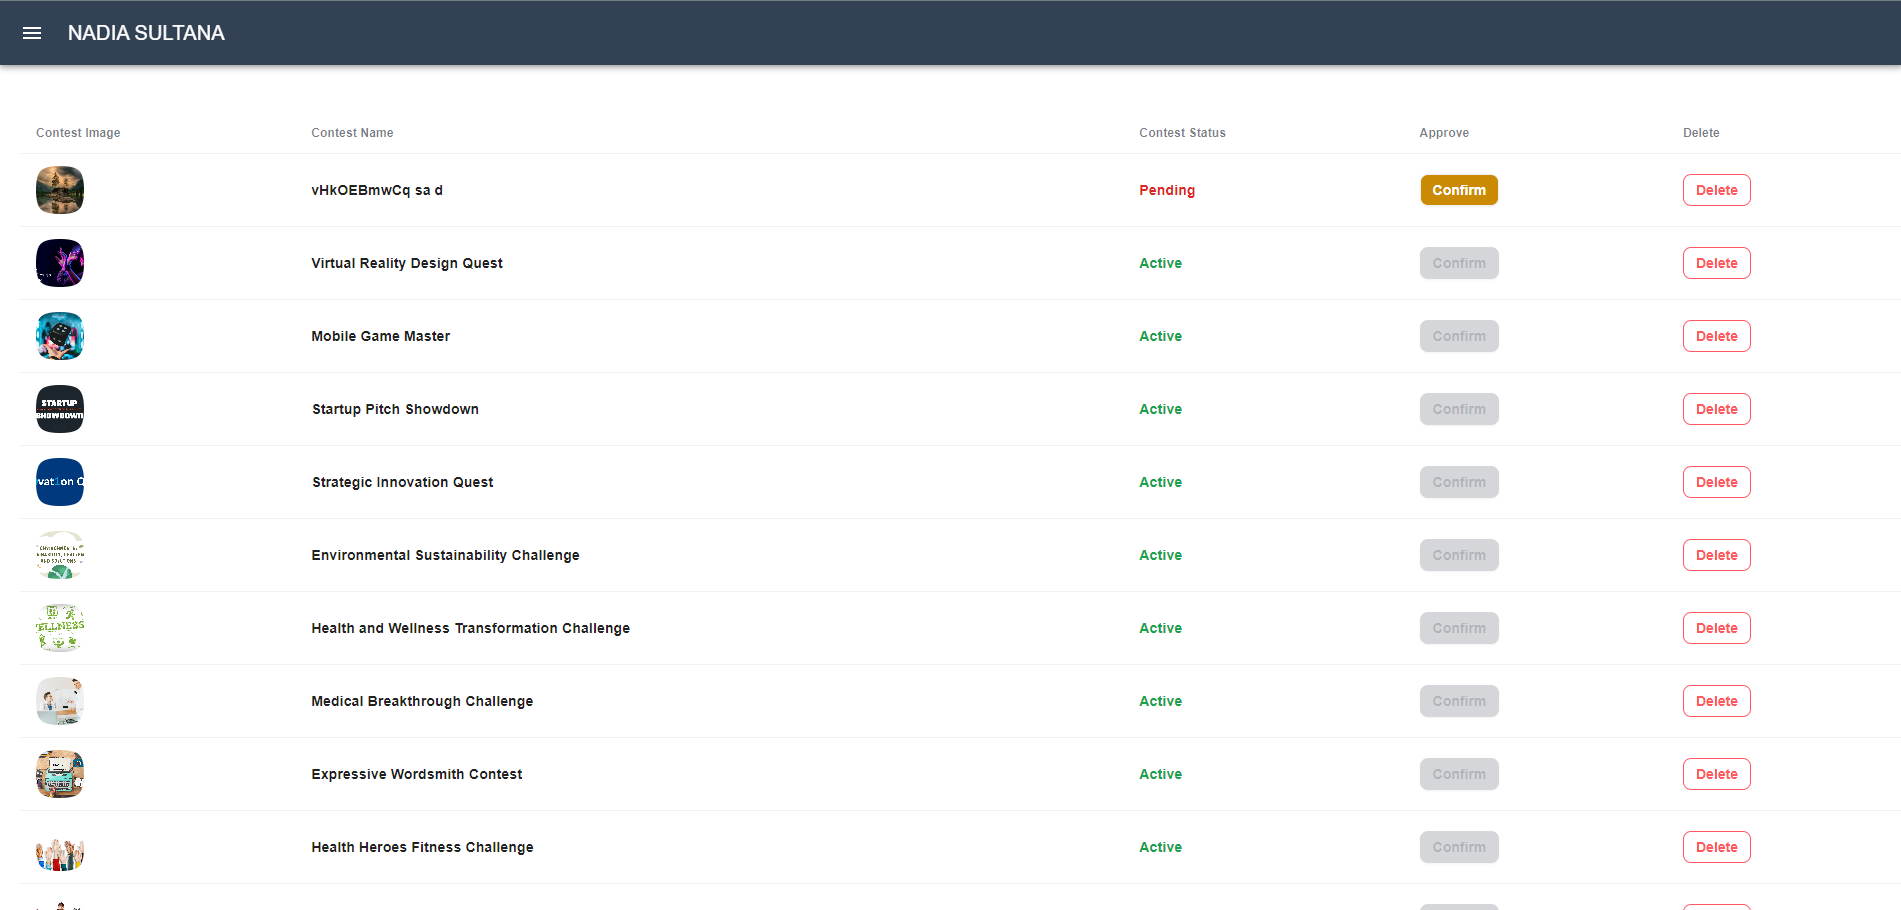 NADIA SULTANA
Contest Image Contest Name Contest Status Approve Delete
vHkOEBmwCq sa d Pending Confirm Delete
Virtual Reality Design Quest Active Confirm Delete
Mobile Game Master Active Confirm Delete
STARTUP
SHOWDOWN
Startup Pitch Showdown Active Confirm Delete
Strategic Innovation Quest Active Confirm Delete
Environmental Sustainability Challenge Active Confirm Delete
Health and Wellness Transformation Challenge Active Confirm Delete
Medical Breakthrough Challenge Active Confirm Delete
Expressive Wordsmith Contest Active Confirm Delete
Health Heroes Fitness Challenge Active Confirm Delete